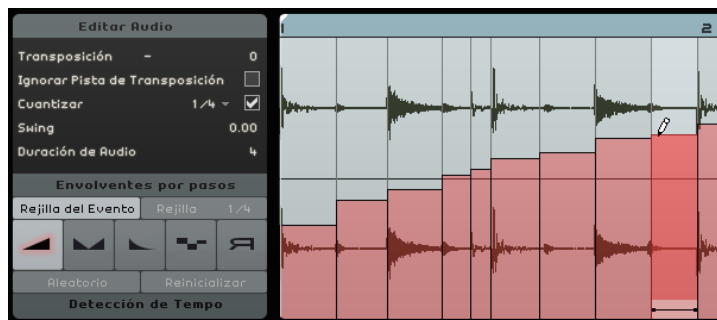 Editar Audio
Transposición - 0
Ignorar Pista de Transposición
Cuantizar 1/4
Swing 0.00
Duración de Audio 4
Envolventes por pasos
Rejilla del Evento Rejilla 1/4
Я
Aleatorio Reinicializar
Detección de Tempo
1 2